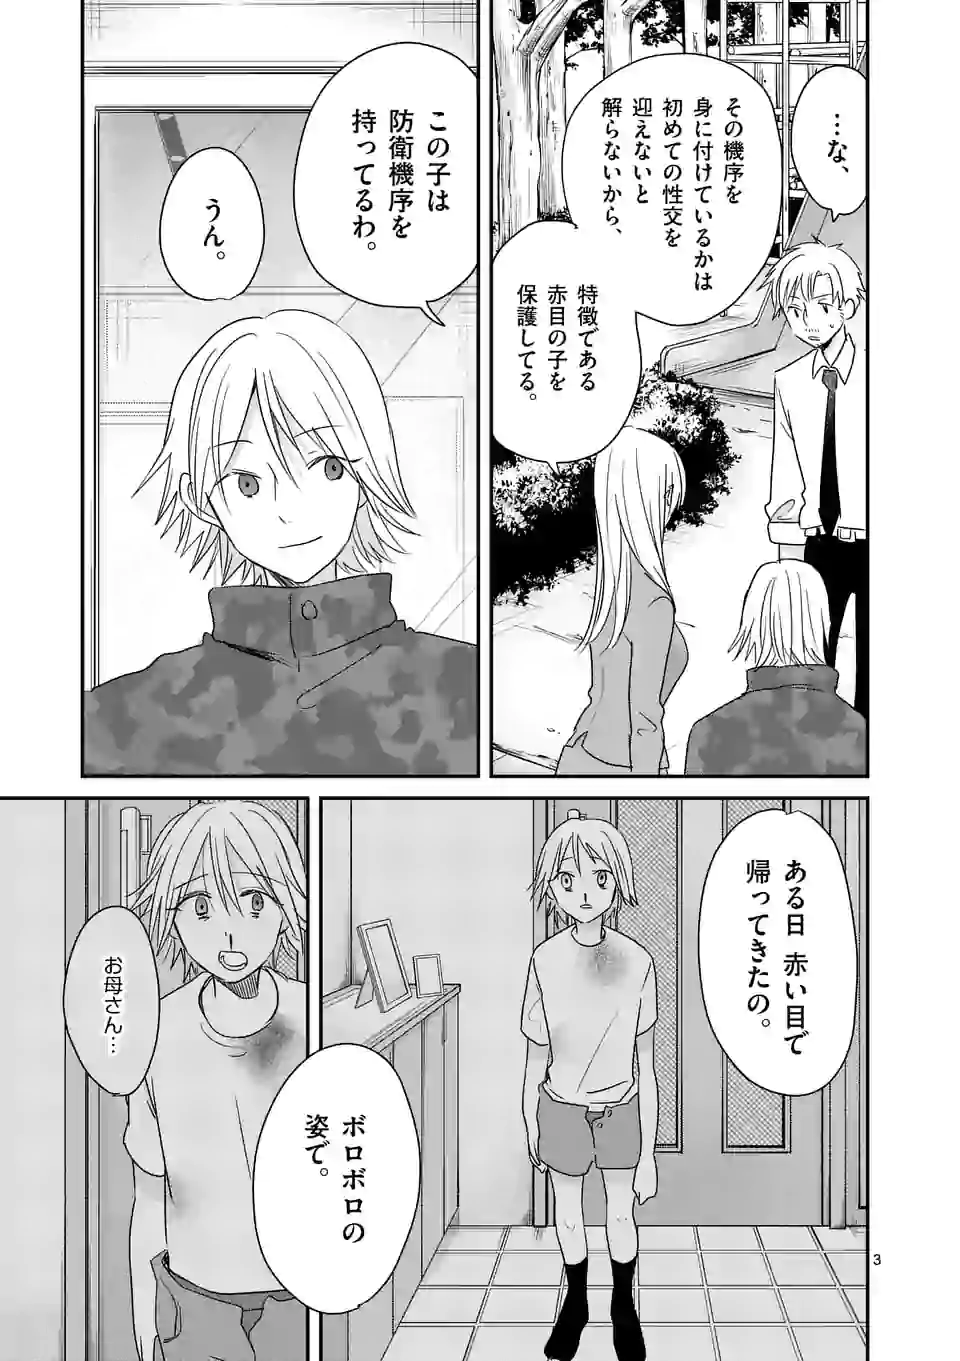 …な、
その機序を
身に付けているかは
初めての性交を
迎えないと
解らないから、
特徴である
赤目の子を
保護してる。
この子は
防衛機序を
持ってるわ。
うん。
ある日 赤い目で
帰ってきたの。
ボロボロの
姿で。
お母さん…
3